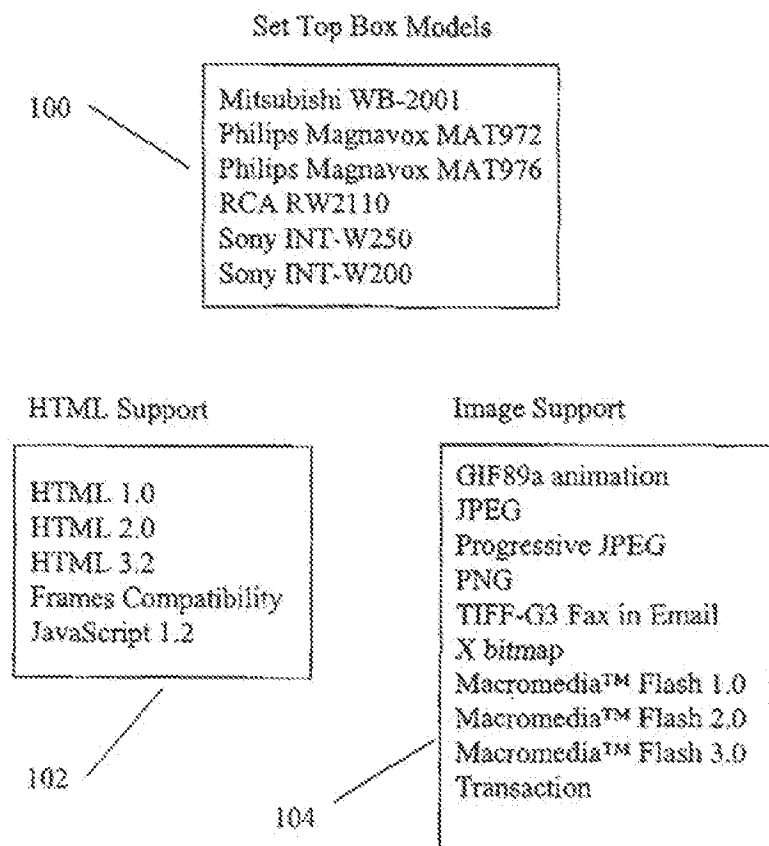 Set Top Box Models
100
Mitsubishi WB-2001
Philips Magnavox MAT972
Philips Magnavox MAT976
RCA RW2110
Sony INT-W250
Sony INT-W200
HTML Support
HTML 1.0
HTML 2.0
HTML 3.2
Frames Compatibility
JavaScript 1.2
102
Image Support
GIF89a animation
JPEG
Progressive JPEG
PNG
TIFF-G3 Fax in Email
X bitmap
Macromedia™ Flash 1.0
Macromedia™ Flash 2.0
Macromedia™ Flash 3.0
Transaction
104